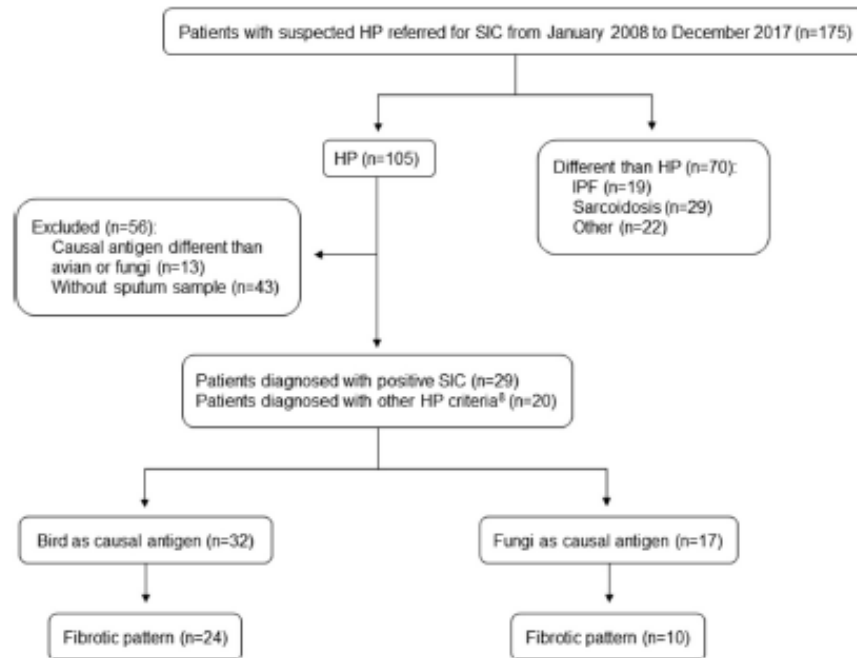 Patients with suspected HP referred for SIC from January 2008 to December 2017 (n=175)
HP (n=105)
Different than HP (n=70):
IPF (n=19)
Sarcoidosis (n=29)
Other (n=22)
Excluded (n=56):
Causal antigen different than
avian or fungi (n=13)
Without sputum sample (n=43)
Patients diagnosed with positive SIC (n=29)
Patients diagnosed with other HP criteria⁸ (n=20)
Bird as causal antigen (n=32)
Fungi as causal antigen (n=17)
Fibrotic pattern (n=24)
Fibrotic pattern (n=10)